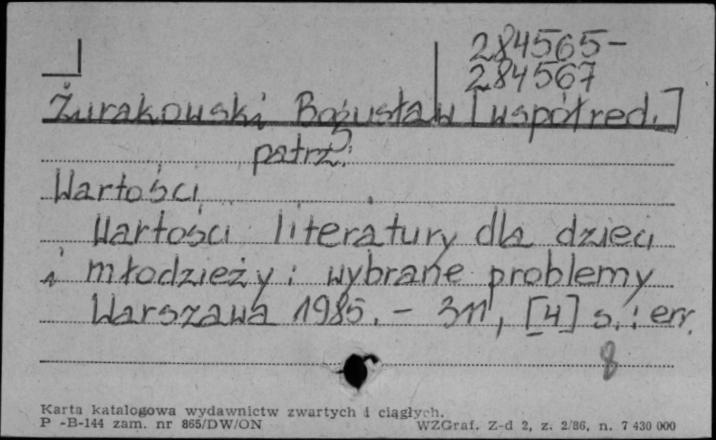 284565-
284567
Żurakowski Bogusław [współred.]
patrz:
Wartości
Wartości literatury dla dzieci
i młodzieży : wybrane problemy
Warszawa 1985. - 311, [4] s. : err.
8
Karta katalogowa wydawnictw zwartych i ciągłych.
P -B-144 zam. nr 865/DW/ON WZGraf. Z-d 2, z. 2/86, n. 7 430 000